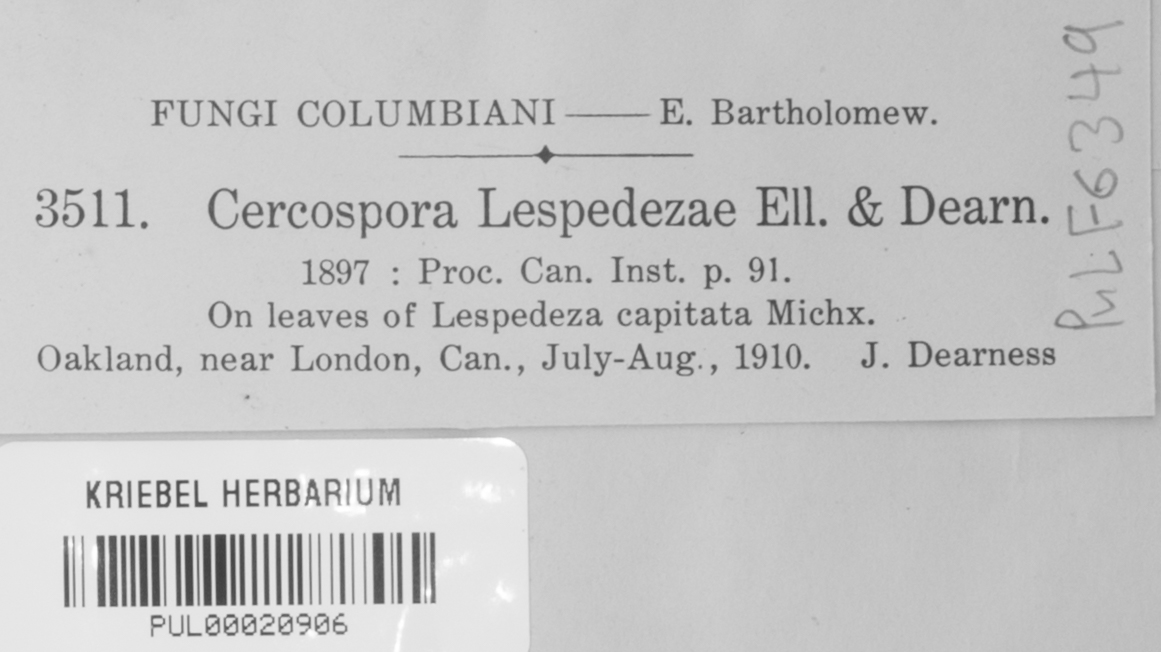 FUNGI COLUMBIANI —— E. Bartholomew.
3511. Cercospora Lespedezae Ell. & Dearn.
1897 : Proc. Can. Inst. p. 91.
On leaves of Lespedeza capitata Michx.
Oakland, near London, Can., July-Aug., 1910. J. Dearness
PUL F6349
KRIEBEL HERBARIUM
PUL00020906